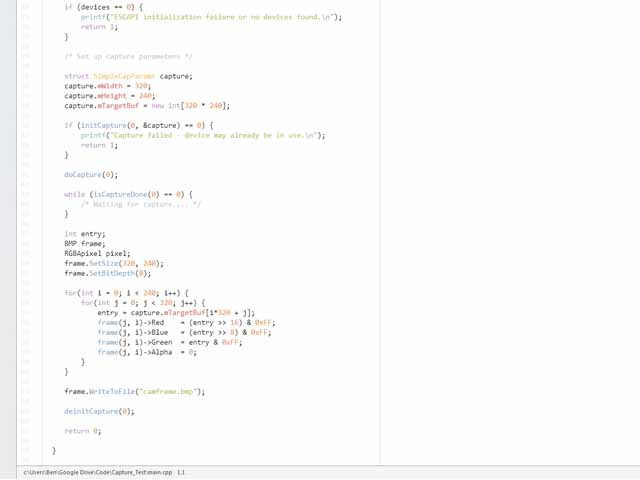 if (devices == 0) {
printf("ESCAPI initialization failure or no devices found.\n");
return 1;
}
/* Set up capture parameters */
struct SimpleCapParams capture;
capture.mWidth = 320;
capture.mHeight = 240;
capture.mTargetBuf = new int[320 * 240];
if (initCapture(0, &capture) == 0) {
printf("Capture failed - device may already be in use.\n");
return 1;
}
doCapture(0);
while (isCaptureDone(0) == 0) {
/* Waiting for capture.... */
}
int entry;
BMP frame;
RGBApixel pixel;
frame.SetSize(320, 240);
frame.SetBitDepth(8);
for(int i = 0; i < 240; i++) {
for(int j = 0; j < 320; j++) {
entry = capture.mTargetBuf[i*320 + j];
frame(j, i)->Red = (entry >> 16) & 0xFF;
frame(j, i)->Blue = (entry >> 8) & 0xFF;
frame(j, i)->Green = entry & 0xFF;
frame(j, i)->Alpha = 0;
}
}
frame.WriteToFile("camframe.bmp");
deinitCapture(0);
return 0;
}
c:\Users\Ben\Google Drive\Code\Capture_Test\main.cpp 1,1